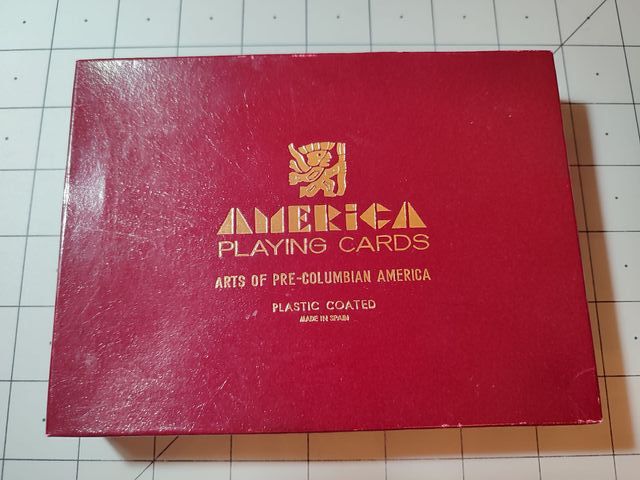 AMERiCA
PLAYING CARDS
ARTS OF PRE-COLUMBIAN AMERICA
PLASTIC COATED
MADE IN SPAIN